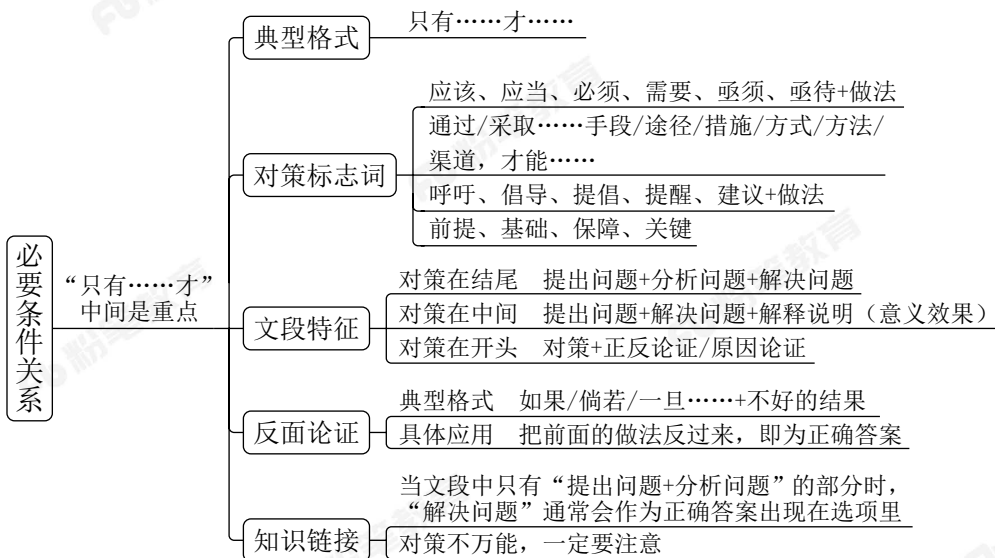 必要条件关系
“只有……才”
中间是重点
典型格式
只有……才……
对策标志词
应该、应当、必须、需要、亟须、亟待+做法
通过/采取……手段/途径/措施/方式/方法/
渠道，才能……
呼吁、倡导、提倡、提醒、建议+做法
前提、基础、保障、关键
文段特征
对策在结尾 提出问题+分析问题+解决问题
对策在中间 提出问题+解决问题+解释说明（意义效果）
对策在开头 对策+正反论证/原因论证
反面论证
典型格式 如果/倘若/一旦……+不好的结果
具体应用 把前面的做法反过来，即为正确答案
知识链接
当文段中只有“提出问题+分析问题”的部分时，
“解决问题”通常会作为正确答案出现在选项里
对策不万能，一定要注意
粉笔教育